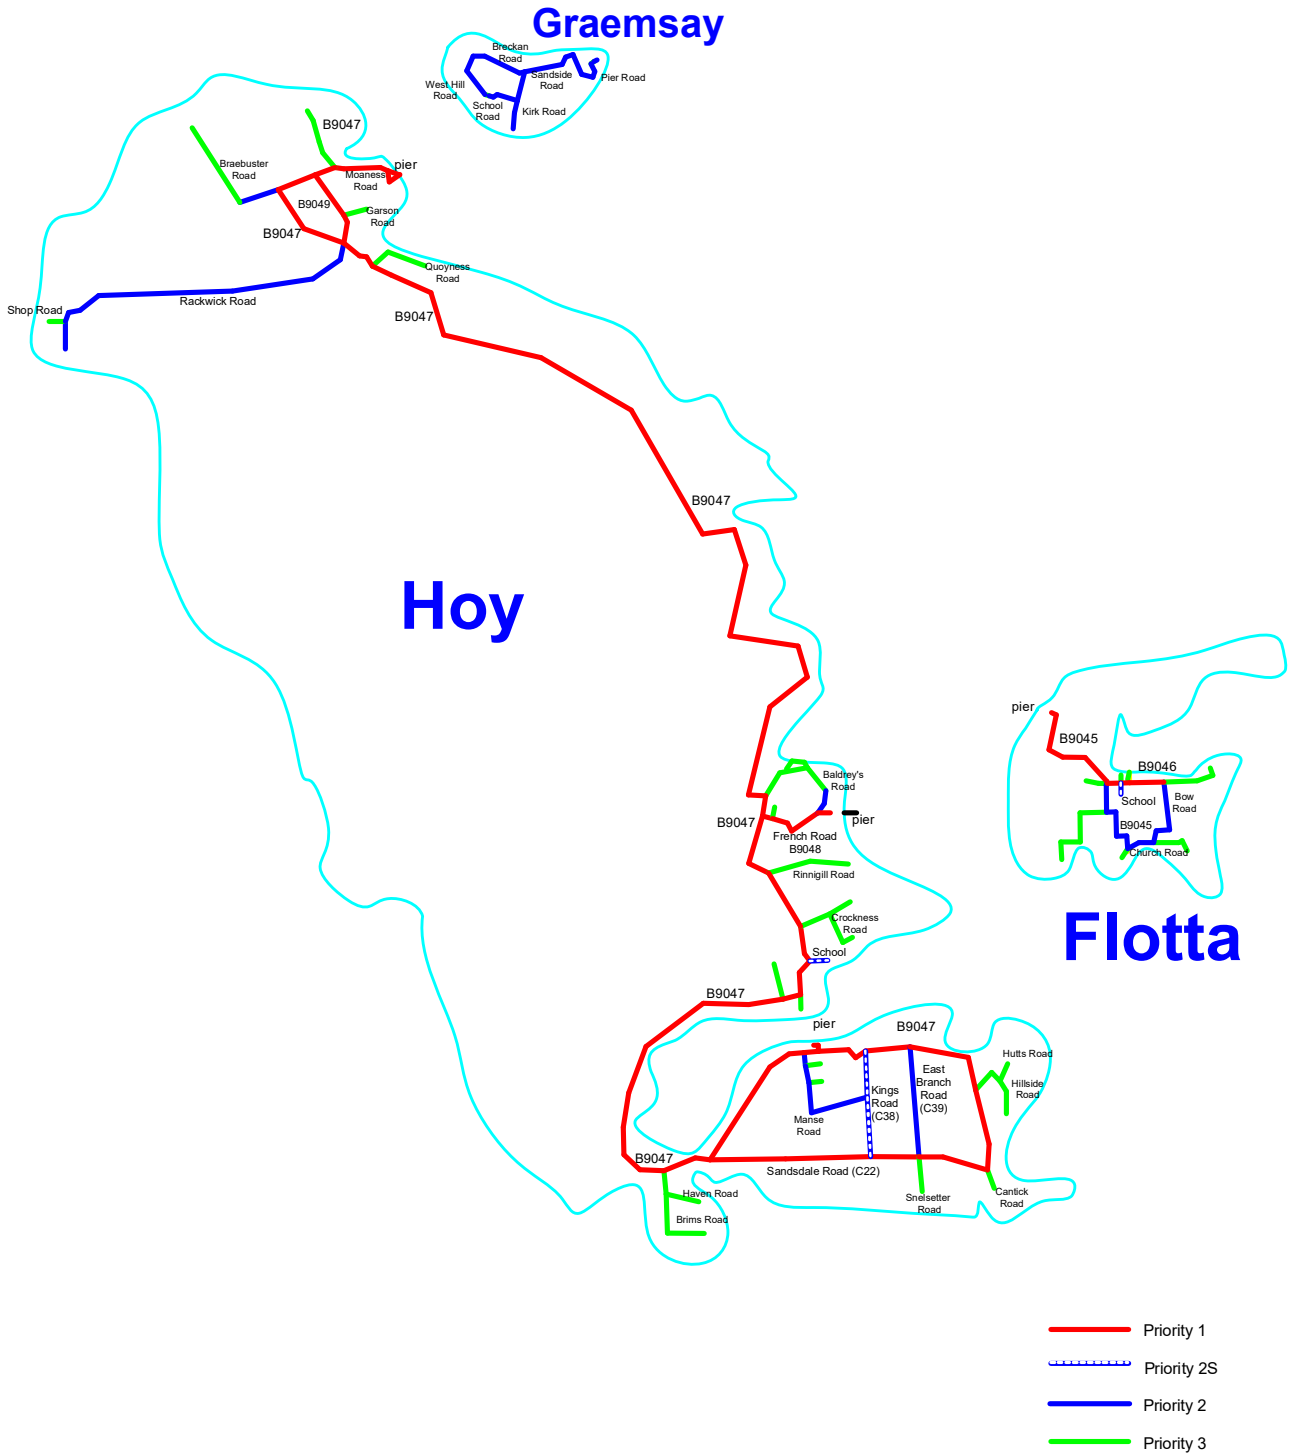 Graemsay
Breckan
Road
West Hill
Road
Sandside
Road
Pier Road
School
Road
Kirk Road
B9047
pier
Braebuster
Road
Moaness
Road
B9049
Garson
Road
B9047
Quoyness
Road
Rackwick Road
Shop Road
B9047
B9047
Hoy
pier
B9045
B9046
Baldrey's
Road
Bow
Road
School
B9047
pier
B9045
French Road
B9048
Church Road
Rinnigill Road
Crockness
Road
Flotta
School
B9047
pier
B9047
Hutts Road
East
Branch
Road
(C39)
Hillside
Road
Kings
Road
(C38)
Manse
Road
B9047
Sandsdale Road (C22)
Haven Road
Snelsetter
Road
Cantick
Road
Brims Road
Priority 1
Priority 2S
Priority 2
Priority 3